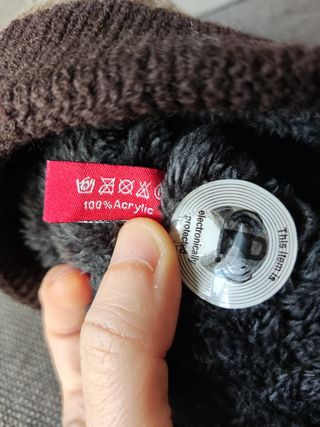 100% Acrylic
This item is
electronically
protected